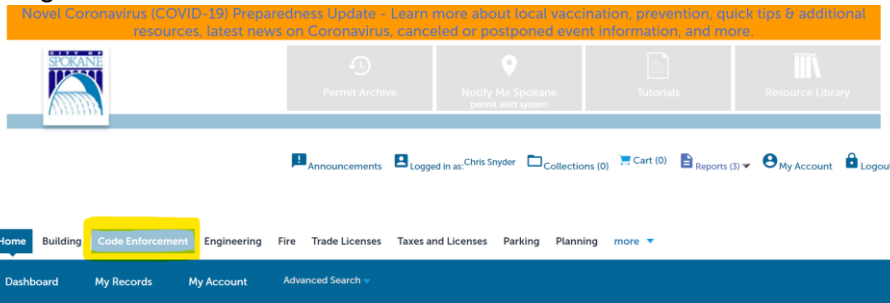 Novel Coronavirus (COVID-19) Preparedness Update - Learn more about local vaccination, prevention, quick tips & additional
resources, latest news on Coronavirus, canceled or postponed event information, and more.
CITY OF
SPOKANE
Permit Archive
Notify Me Spokane
permit alert system
Tutorials
Resource Library
Announcements Logged in as: Chris Snyder Collections (0) Cart (0) Reports (3) My Account Logout
Home Building Code Enforcement Engineering Fire Trade Licenses Taxes and Licenses Parking Planning more
Dashboard My Records My Account Advanced Search